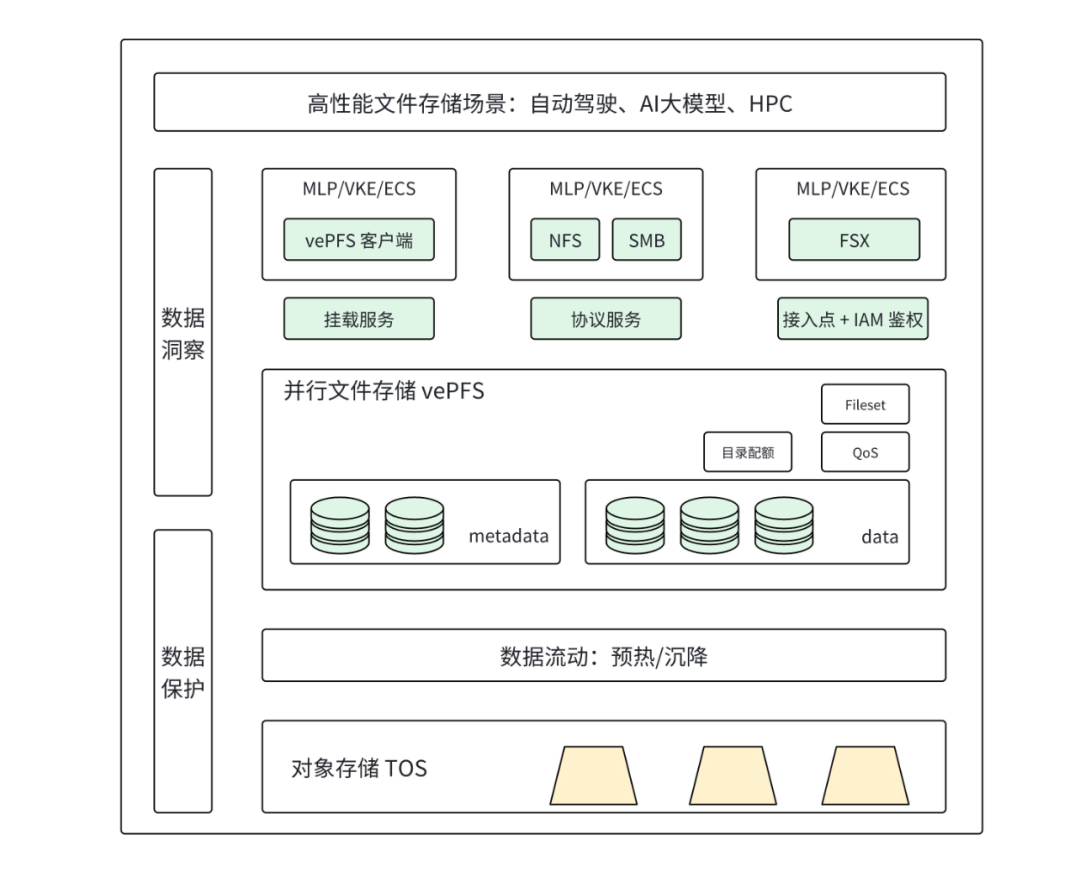 高性能文件存储场景：自动驾驶、AI大模型、HPC
数据
洞察
MLP/VKE/ECS
vePFS 客户端
挂载服务
MLP/VKE/ECS
NFS
SMB
协议服务
MLP/VKE/ECS
FSX
接入点 + IAM 鉴权
并行文件存储 vePFS
Fileset
目录配额
QoS
metadata
data
数据
保护
数据流动：预热/沉降
对象存储 TOS